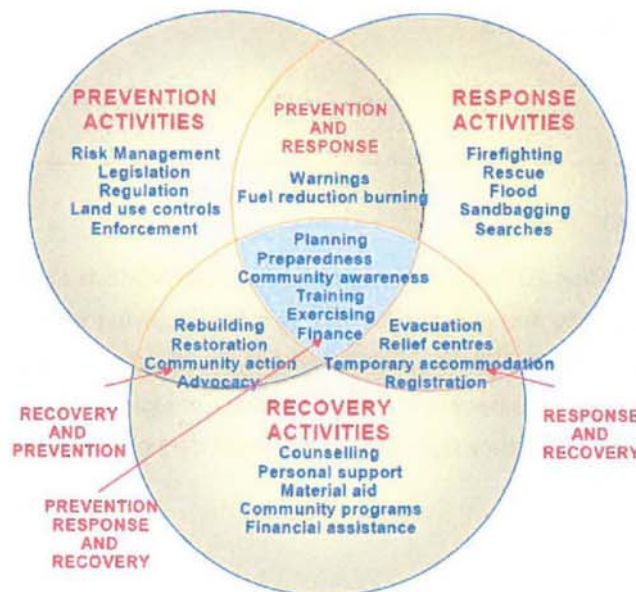 PREVENTION
ACTIVITIES
Risk Management
Legislation
Regulation
Land use controls
Enforcement
PREVENTION
AND
RESPONSE
Warnings
Fuel reduction burning
RESPONSE
ACTIVITIES
Firefighting
Rescue
Flood
Sandbagging
Searches
Planning
Preparedness
Community awareness
Training
Exercising
Finance
Rebuilding
Restoration
Community action
Advocacy
Evacuation
Relief centres
Temporary accommodation
Registration
RECOVERY
AND
PREVENTION
RECOVERY
ACTIVITIES
Counselling
Personal support
Material aid
Community programs
Financial assistance
RESPONSE
AND
RECOVERY
PREVENTION
RESPONSE
AND
RECOVERY